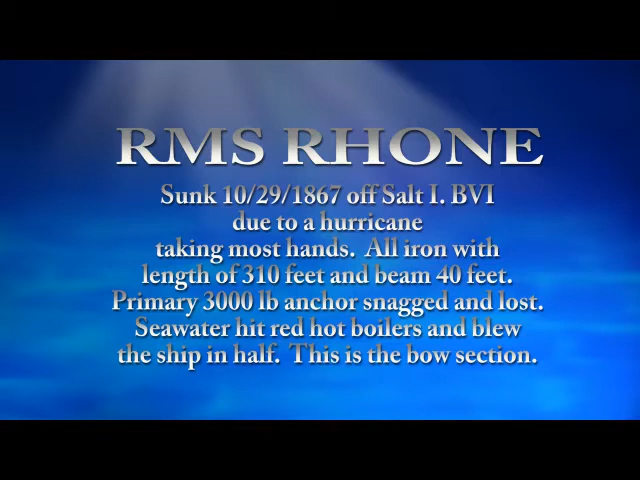 RMS RHONE
Sunk 10/29/1867 off Salt I. BVI
due to a hurricane
taking most hands.  All iron with
length of 310 feet and beam 40 feet.
Primary 3000 lb anchor snagged and lost.
Seawater hit red hot boilers and blew
the ship in half.  This is the bow section.